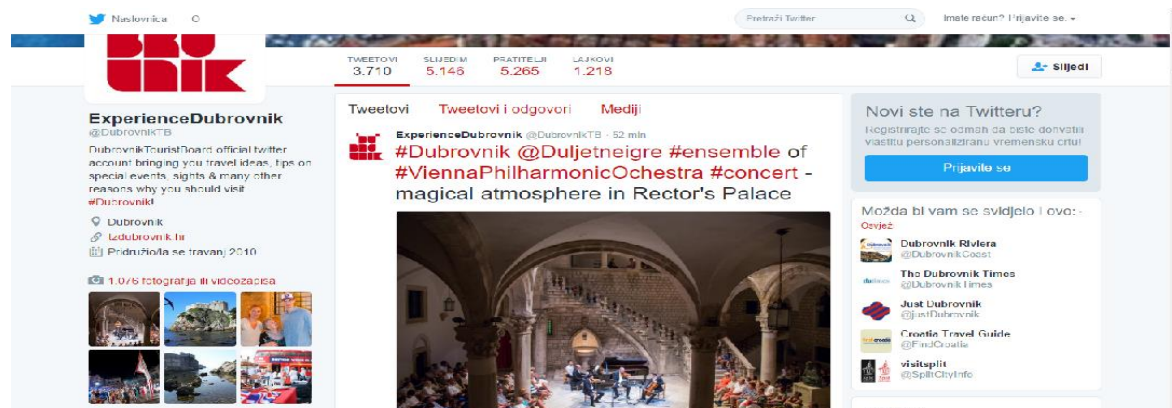 Naslovnica
Pretraži Twitter
Imate račun? Prijavite se.
BRO
NIK
TWEETOVI SLIJEDIM PRATITELJI LAJKOVI
3.710 5.146 5.265 1.218
Slijedi
ExperienceDubrovnik
@DubrovnikTB
DubrovnikTouristBoard official twitter
account bringing you travel ideas, tips on
special events, sights & many other
reasons why you should visit
#Dubrovnik!
Dubrovnik
tzdubrovnik.hr
Pridružio/la se travanj 2010
1.076 fotografija ili videozapisa
Tweetovi Tweetovi i odgovori Mediji
ExperienceDubrovnik @DubrovnikTB · 52 min
#Dubrovnik @Duljetneigre #ensemble of
#ViennaPhilharmonicOchestra #concert -
magical atmosphere in Rector's Palace
Novi ste na Twitteru?
Registrirajte se odmah da biste dohvatili
vlastitu personaliziranu vremensku crtu!
Prijavite se
Možda bi vam se svidjelo i ovo: ·
Osvjež
Dubrovnik Riviera
@DubrovnikCoast
The Dubrovnik Times
@DubrovnikTimes
Just Dubrovnik
@justDubrovnik
Croatia Travel Guide
@FindCroatia
visitsplit
@SplitCityInfo